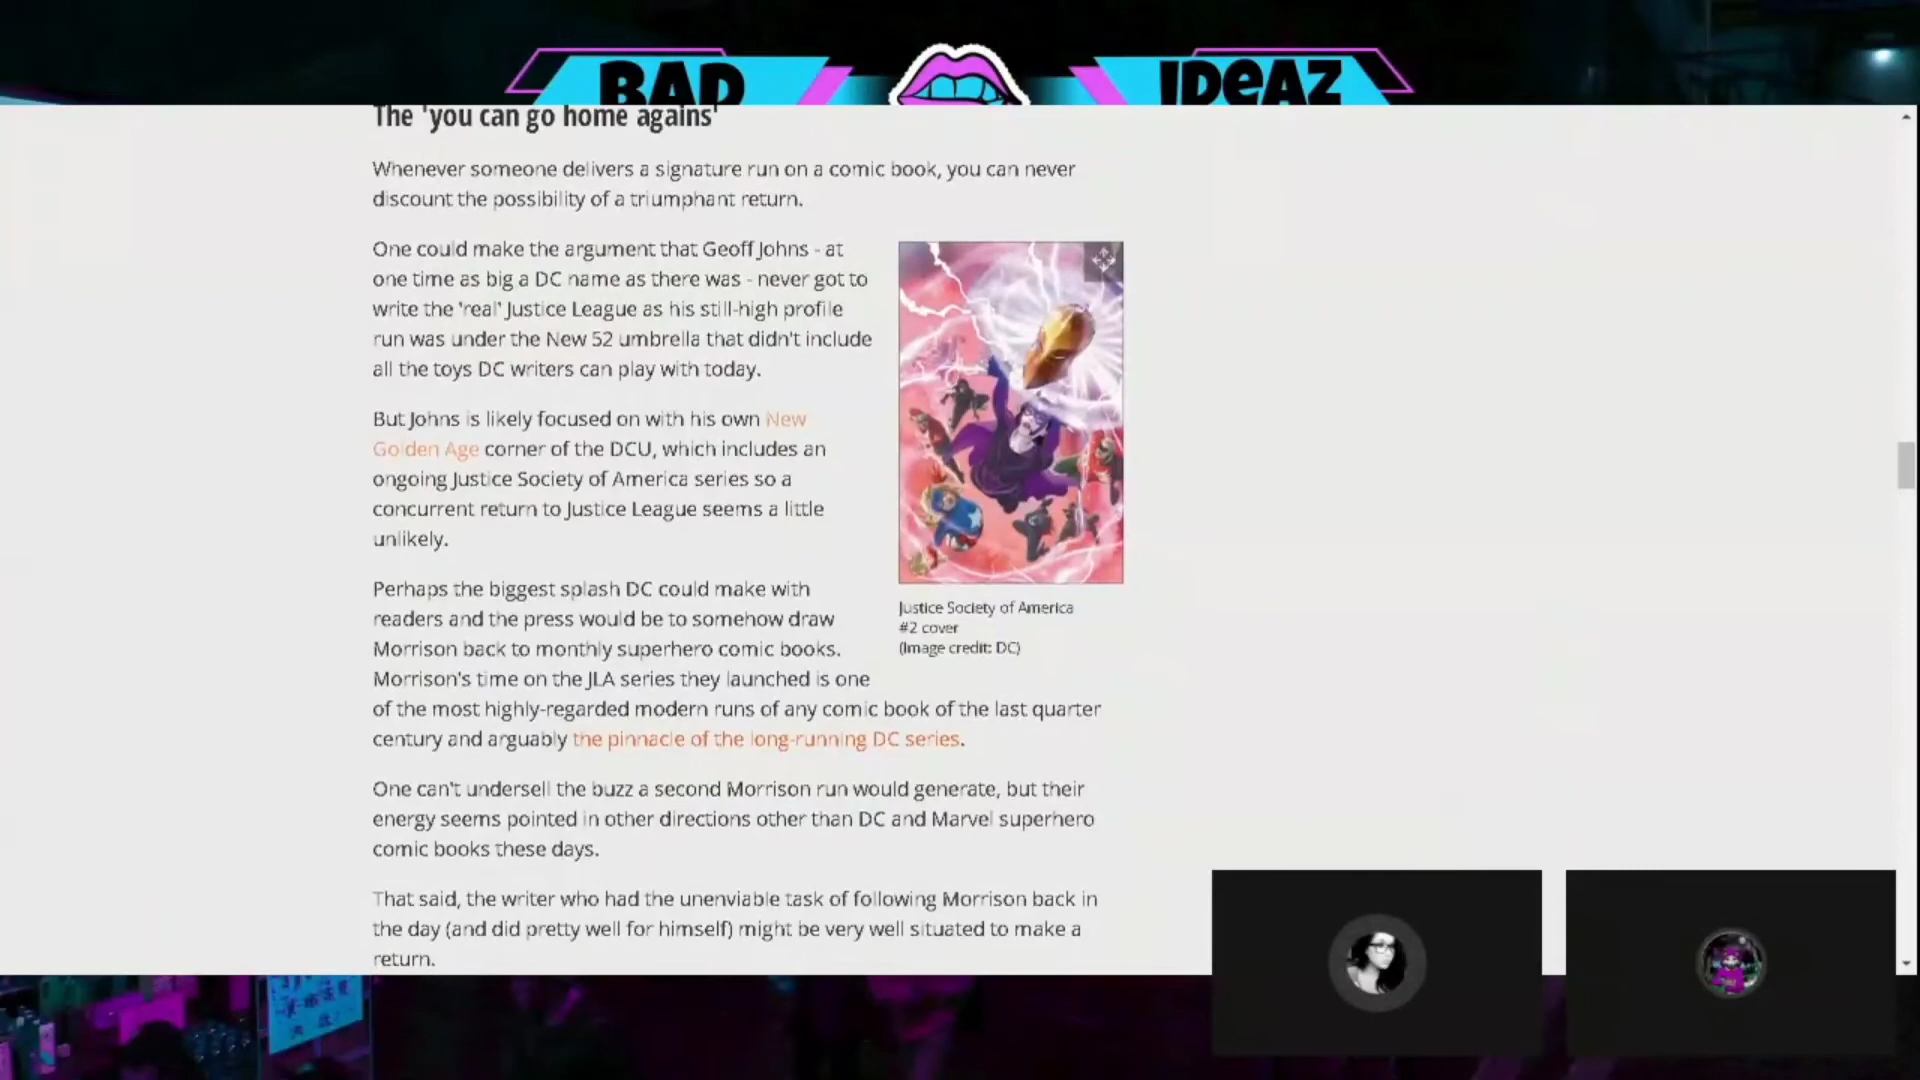 BAD IDEAZ
The 'you can go home agains'
Whenever someone delivers a signature run on a comic book, you can never
discount the possibility of a triumphant return.
One could make the argument that Geoff Johns - at
one time as big a DC name as there was - never got to
write the 'real' Justice League as his still-high profile
run was under the New 52 umbrella that didn't include
all the toys DC writers can play with today.
But Johns is likely focused on with his own New
Golden Age corner of the DCU, which includes an
ongoing Justice Society of America series so a
concurrent return to Justice League seems a little
unlikely.
Justice Society of America
#2 cover
(Image credit: DC)
Perhaps the biggest splash DC could make with
readers and the press would be to somehow draw
Morrison back to monthly superhero comic books.
Morrison's time on the JLA series they launched is one
of the most highly-regarded modern runs of any comic book of the last quarter
century and arguably the pinnacle of the long-running DC series.
One can't undersell the buzz a second Morrison run would generate, but their
energy seems pointed in other directions other than DC and Marvel superhero
comic books these days.
That said, the writer who had the unenviable task of following Morrison back in
the day (and did pretty well for himself) might be very well situated to make a
return.